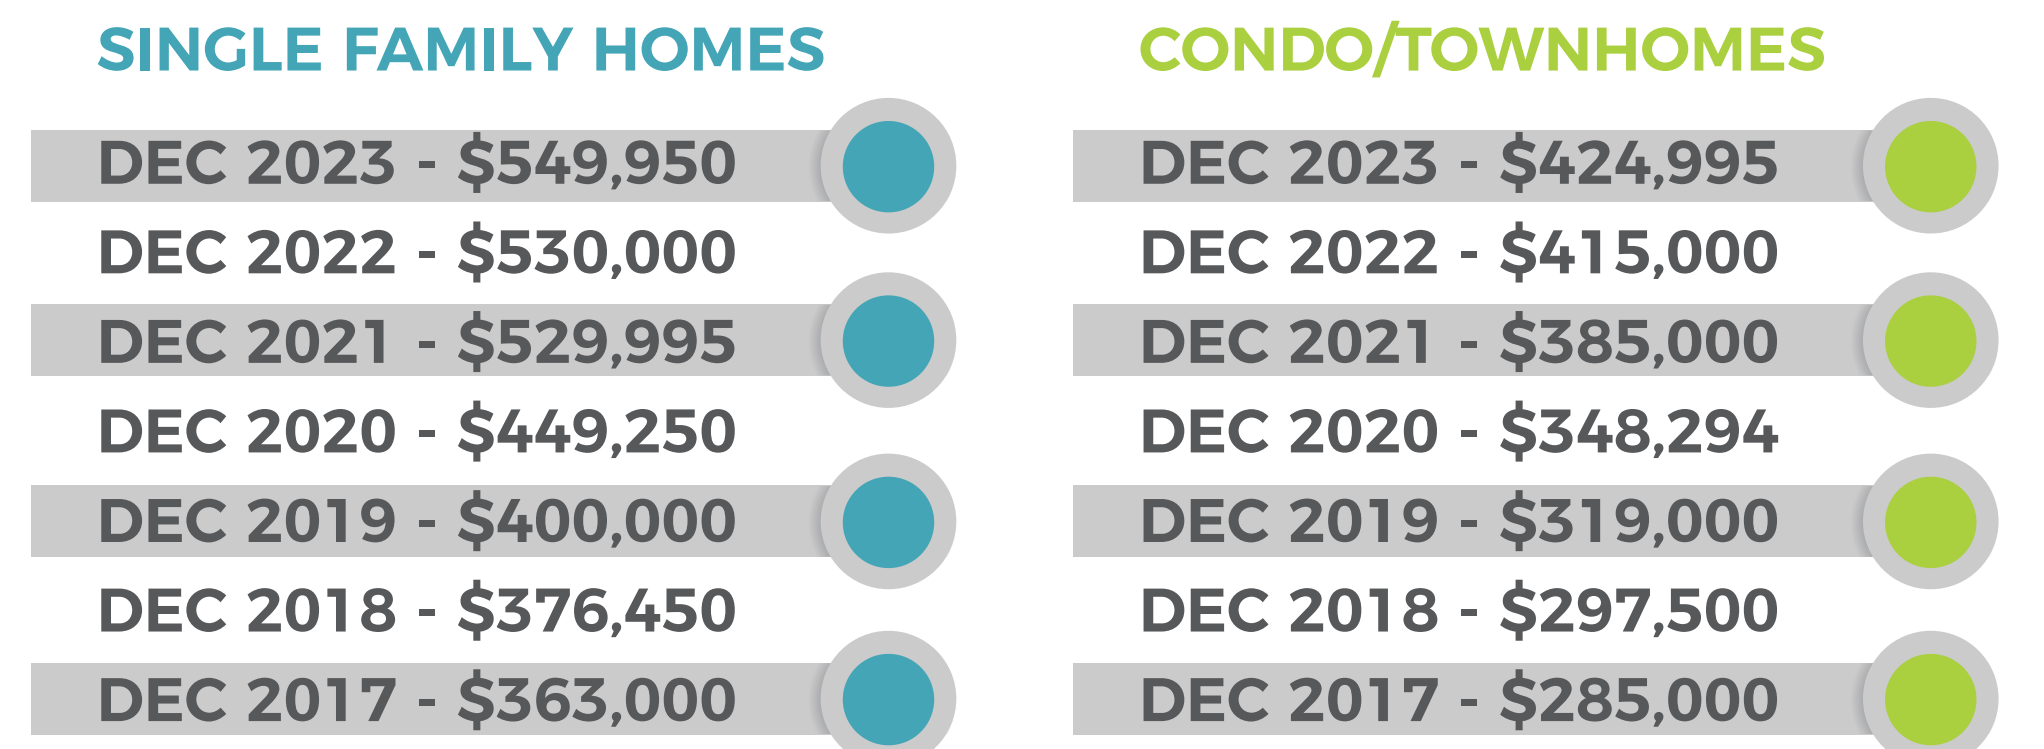 SINGLE FAMILY HOMES
DEC 2023 - $549,950
DEC 2022 - $530,000
DEC 2021 - $529,995
DEC 2020 - $449,250
DEC 2019 - $400,000
DEC 2018 - $376,450
DEC 2017 - $363,000
CONDO/TOWNHOMES
DEC 2023 - $424,995
DEC 2022 - $415,000
DEC 2021 - $385,000
DEC 2020 - $348,294
DEC 2019 - $319,000
DEC 2018 - $297,500
DEC 2017 - $285,000